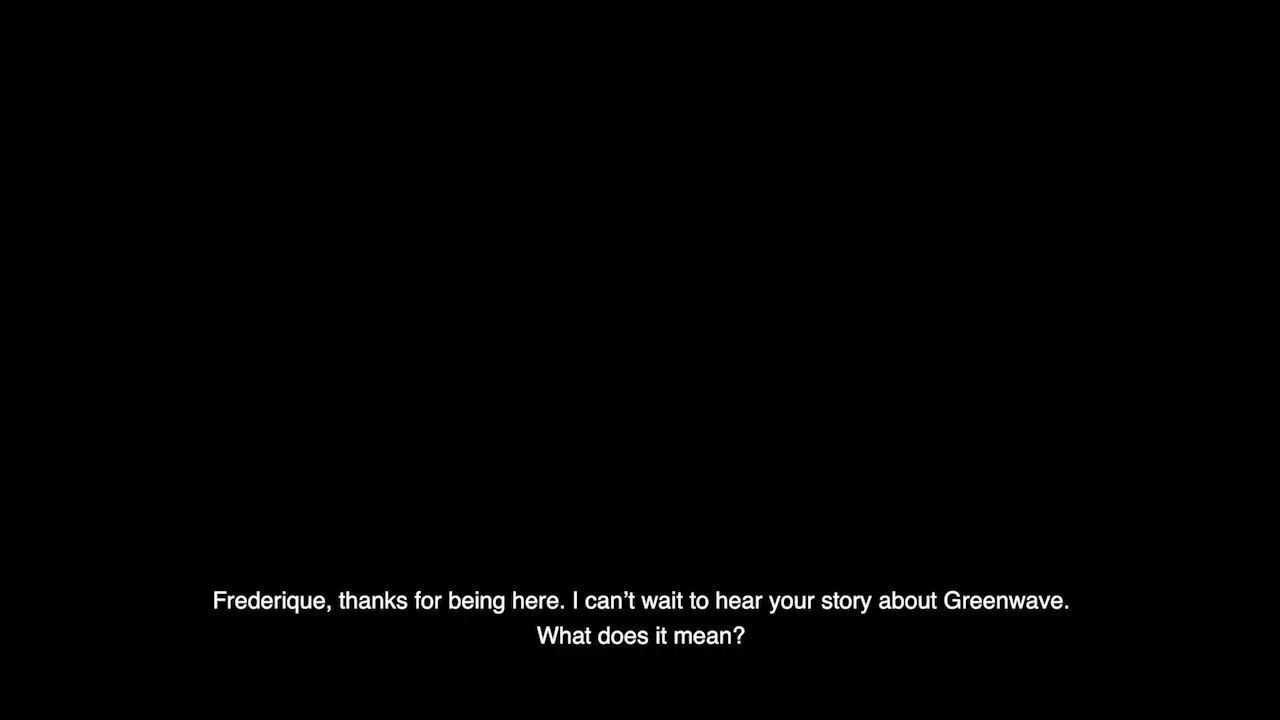 Frederique, thanks for being here. I can’t wait to hear your story about Greenwave.
What does it mean?